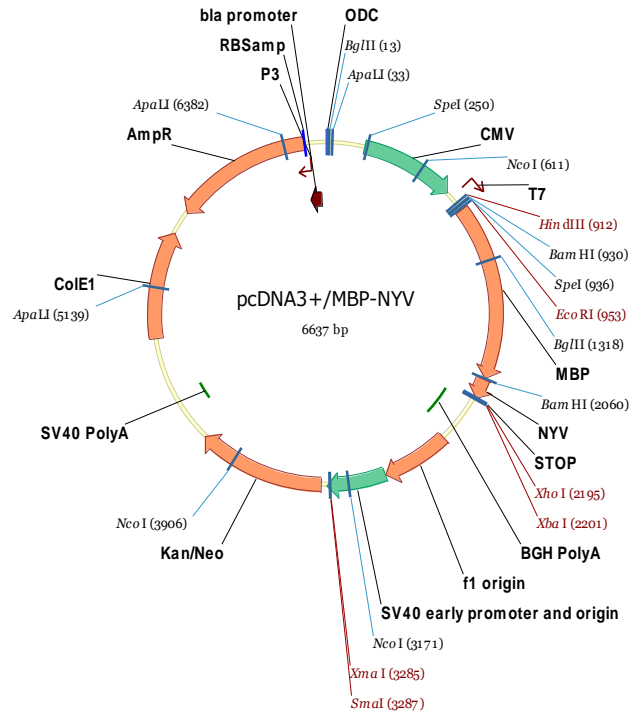 bla promoter
ODC
RBSamp
BglII (13)
P3
ApaLI (33)
ApaLI (6382)
SpeI (250)
AmpR
CMV
NcoI (611)
T7
HindIII (912)
BamHI (930)
SpeI (936)
ColE1
ApaLI (5139)
pcDNA3+/MBP-NYV
6637 bp
EcoRI (953)
BglII (1318)
MBP
BamHI (2060)
SV40 PolyA
NYV
STOP
XhoI (2195)
NcoI (3906)
XbaI (2201)
Kan/Neo
BGH PolyA
f1 origin
SV40 early promoter and origin
NcoI (3171)
XmaI (3285)
SmaI (3287)